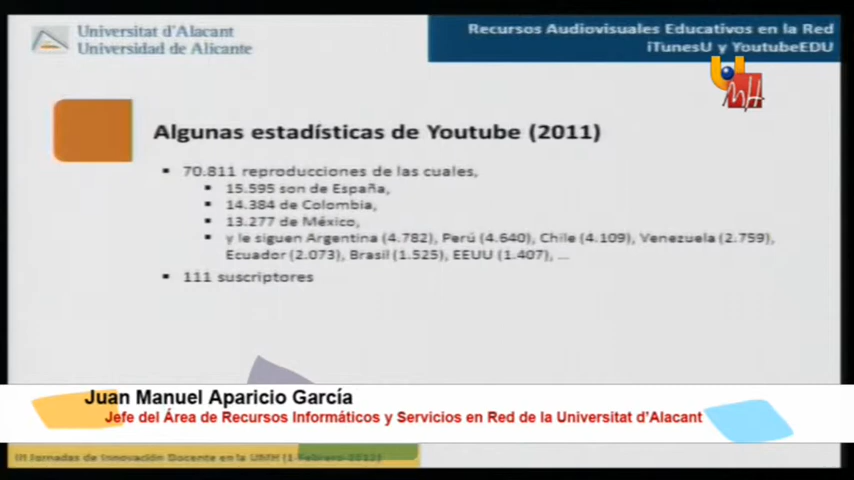 Universitat d'Alacant
Universidad de Alicante
Recursos Audiovisuales Educativos en la Red
iTunesU y YoutubeEDU
UMH
Algunas estadísticas de Youtube (2011)
70.811 reproducciones de las cuales,
15.595 son de España,
14.384 de Colombia,
13.277 de México,
y le siguen Argentina (4.782), Perú (4.640), Chile (4.109), Venezuela (2.759),
Ecuador (2.073), Brasil (1.525), EEUU (1.407), ...
111 suscriptores
Juan Manuel Aparicio García
Jefe del Área de Recursos Informáticos y Servicios en Red de la Universitat d'Alacant
III Jornadas de Innovación Docente en la UMH (1-Febrero-2012)